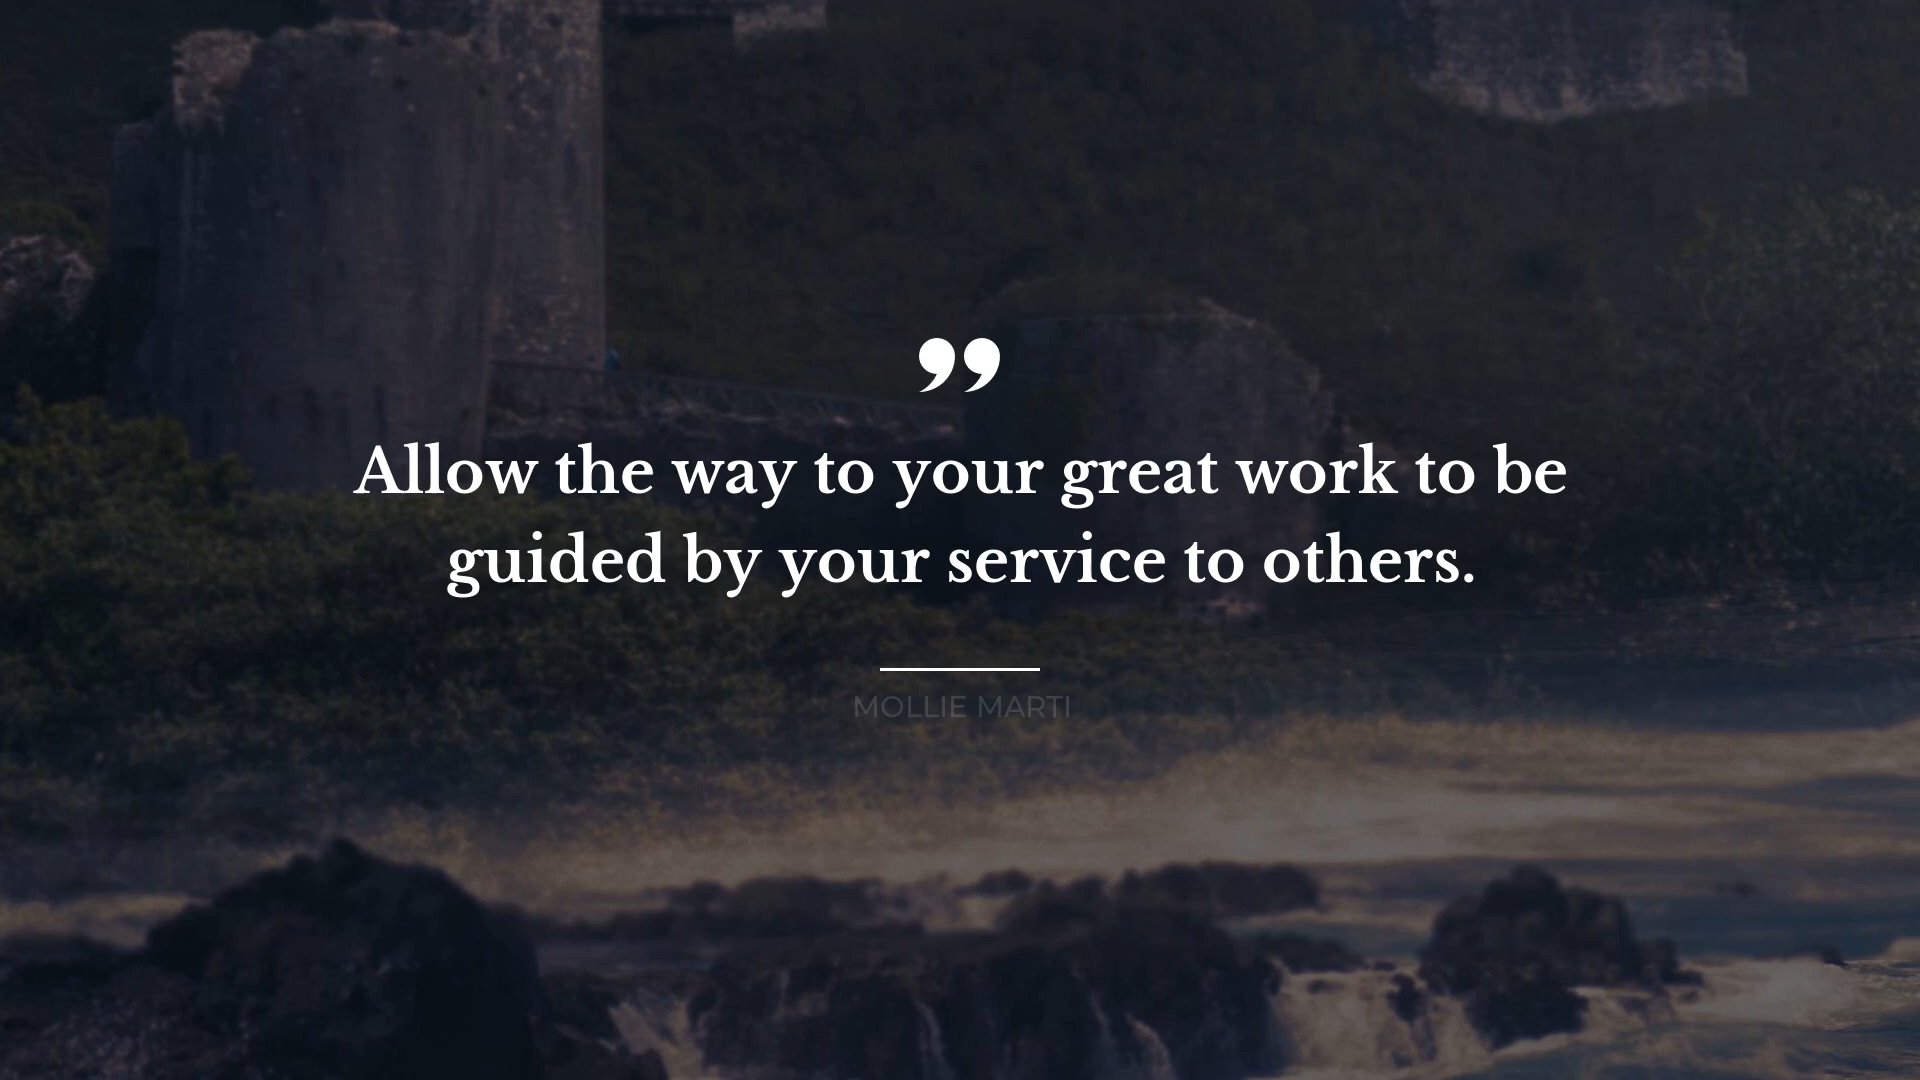 ”
Allow the way to your great work to be
guided by your service to others.
MOLLIE MARTI